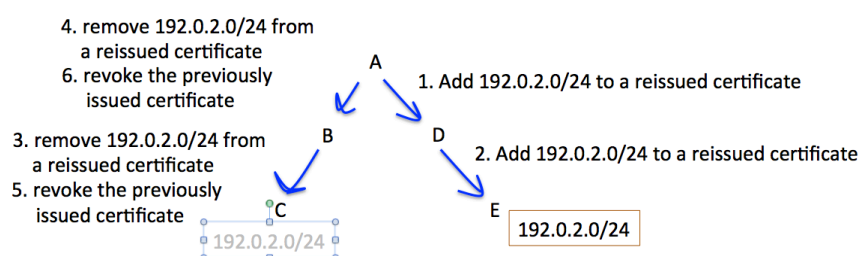 4. remove 192.0.2.0/24 from
a reissued certificate
6. revoke the previously
issued certificate
A
1. Add 192.0.2.0/24 to a reissued certificate
3. remove 192.0.2.0/24 from
a reissued certificate
5. revoke the previously
issued certificate
B
D
2. Add 192.0.2.0/24 to a reissued certificate
C
192.0.2.0/24
E
192.0.2.0/24